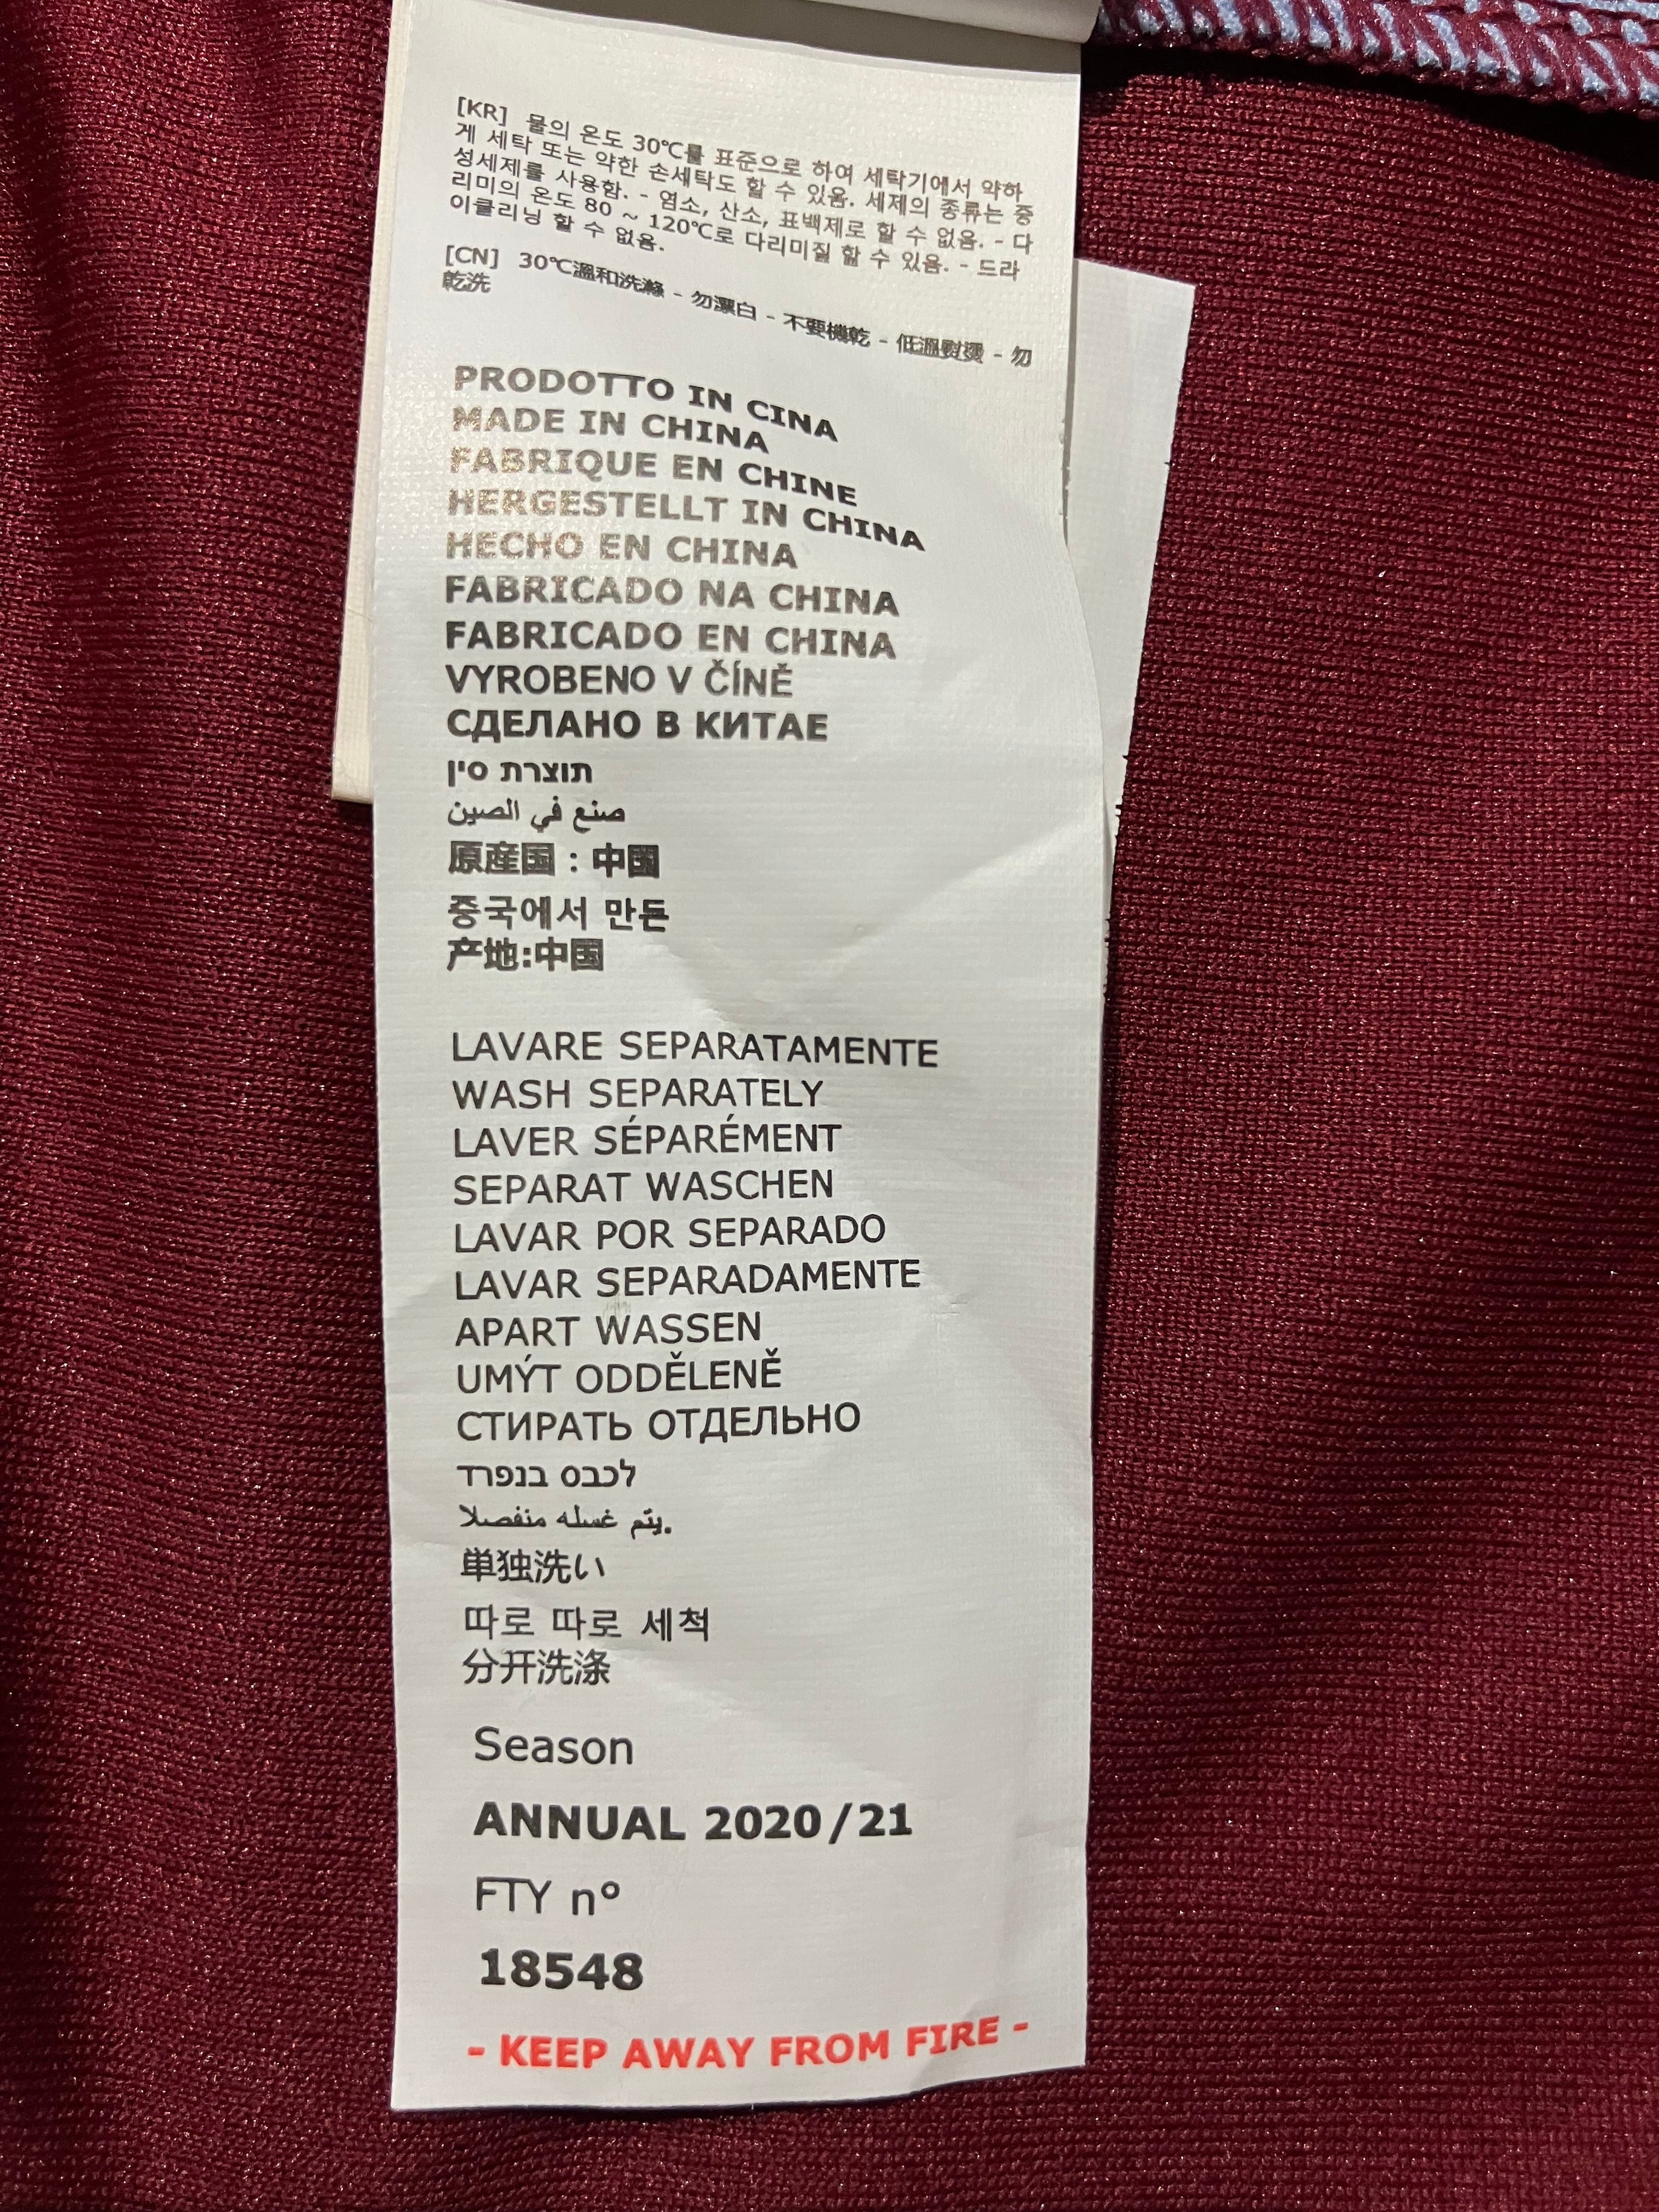 [KR] 물의 온도 30℃를 표준으로 하여 세탁기에서 약하
게 세탁 또는 약한 손세탁도 할 수 있음. 세제의 종류는 중
성세제를 사용함. - 염소, 산소, 표백제로 할 수 없음. - 다
리미의 온도 80 ~ 120℃로 다리미질 할 수 있음. - 드라
이클리닝 할 수 없음.
[CN] 30℃溫和洗滌 - 勿漂白 - 不要機乾 - 低溫熨燙 - 勿
乾洗
PRODOTTO IN CINA
MADE IN CHINA
FABRIQUE EN CHINE
HERGESTELLT IN CHINA
HECHO EN CHINA
FABRICADO NA CHINA
FABRICADO EN CHINA
VYROBENO V ČÍNĚ
СДЕЛАНО В КИТАЕ
תוצרת סין
صنع في الصين
原産国：中國
중국에서 만든
产地:中国
LAVARE SEPARATAMENTE
WASH SEPARATELY
LAVER SÉPARÉMENT
SEPARAT WASCHEN
LAVAR POR SEPARADO
LAVAR SEPARADAMENTE
APART WASSEN
UMÝT ODDĚLENĚ
СТИРАТЬ ОТДЕЛЬНО
לכבס בנפרד
يتم غسله منفصلا.
単独洗い
따로 따로 세척
分开洗涤
Season
ANNUAL 2020/21
FTY n°
18548
- KEEP AWAY FROM FIRE -